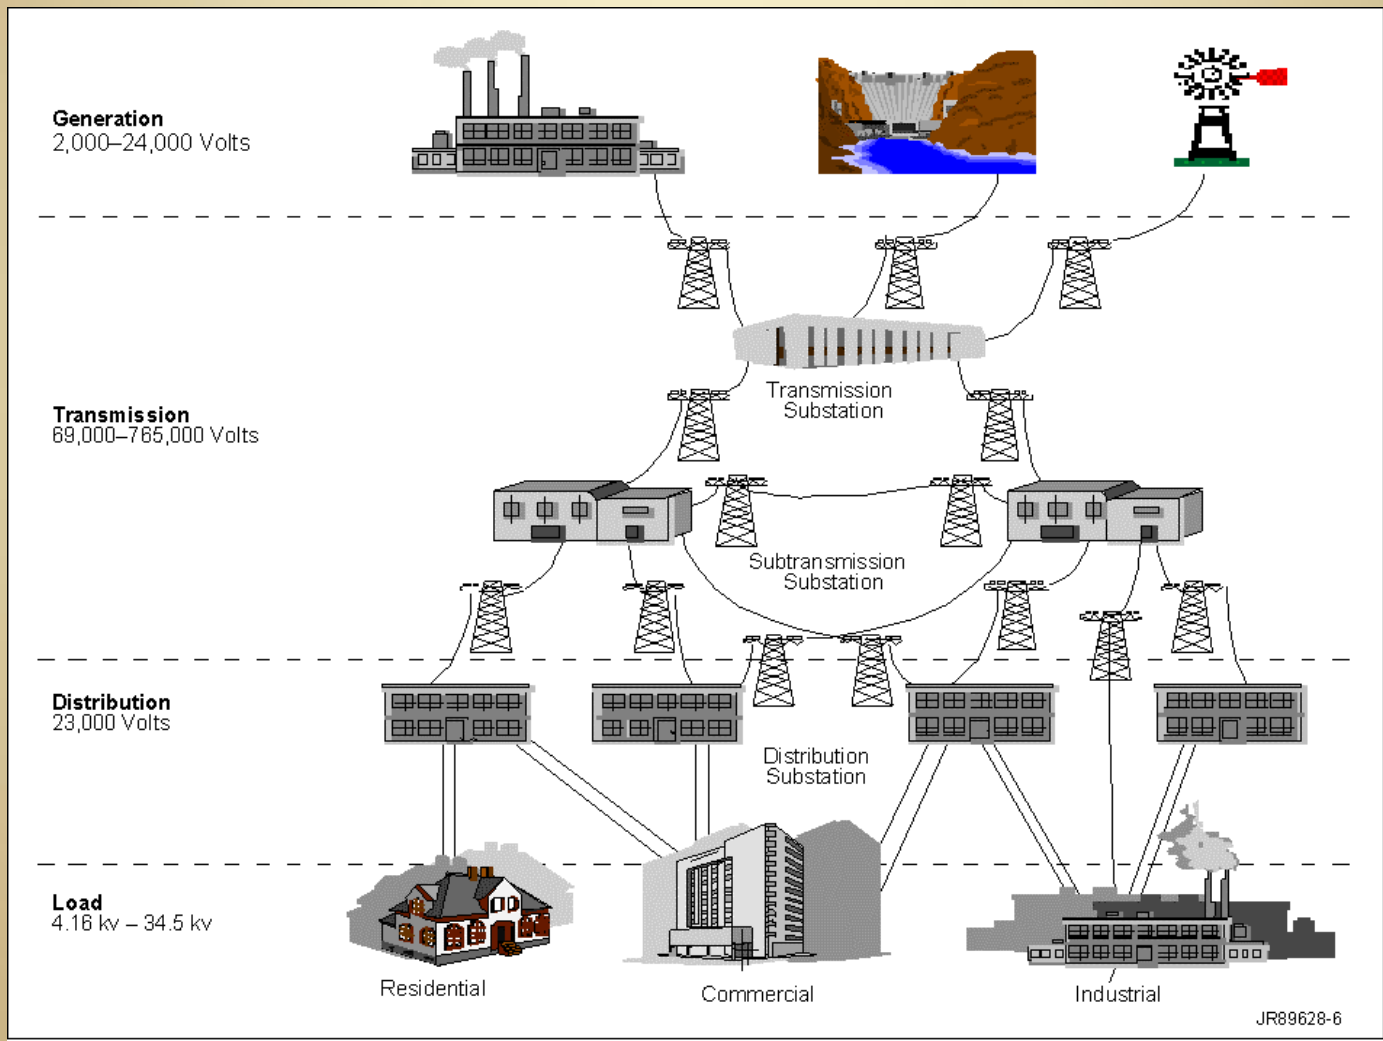 Generation
2,000–24,000 Volts
Transmission
Substation
Transmission
69,000–765,000 Volts
Subtransmission
Substation
Distribution
23,000 Volts
Distribution
Substation
Load
4.16 kv – 34.5 kv
Residential
Commercial
Industrial
JR89628-6